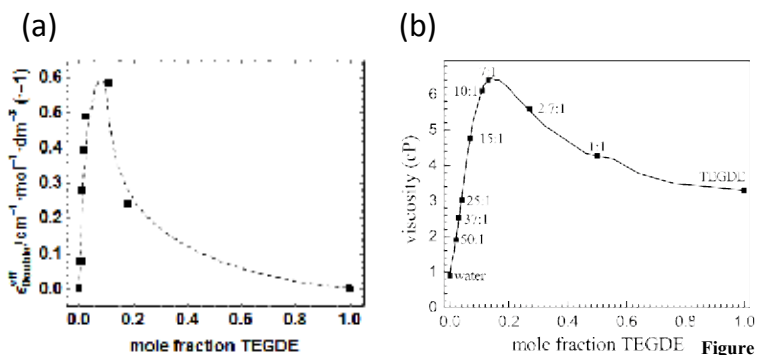 (a)
(b)
0.6
0.5
0.4
0.3
0.2
0.1
0.0
0.0 0.2 0.4 0.6 0.8 1.0
mole fraction TEGDE
viscosity (cP)
6
5
4
3
2
1
0
10:1
15:1
25:1
37:1
50:1
water
2.7:1
1:1
TEGDE
0.0 0.2 0.4 0.6 0.8 1.0
mole fraction TEGDE
Figure